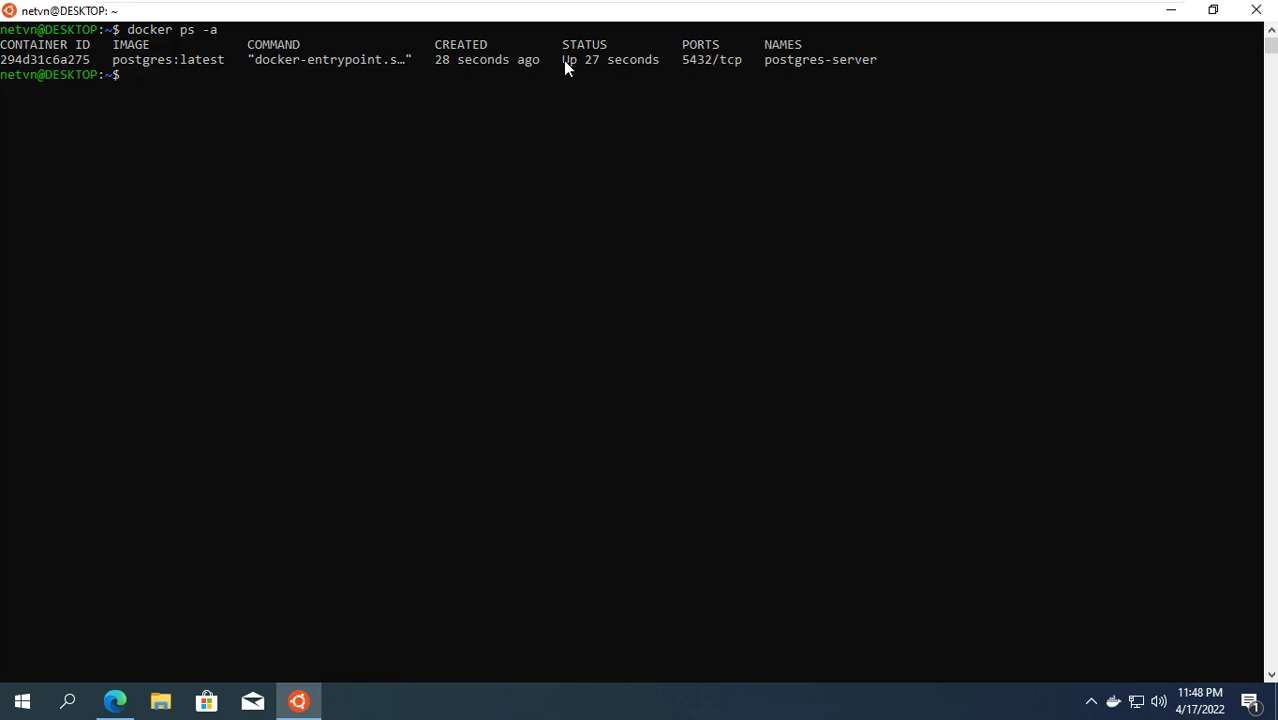 netvn@DESKTOP: ~
netvn@DESKTOP:~$ docker ps -a
CONTAINER ID   IMAGE             COMMAND                  CREATED          STATUS          PORTS      NAMES
294d31c6a275   postgres:latest   "docker-entrypoint.s…"   28 seconds ago   Up 27 seconds   5432/tcp   postgres-server
netvn@DESKTOP:~$
11:48 PM
4/17/2022
1